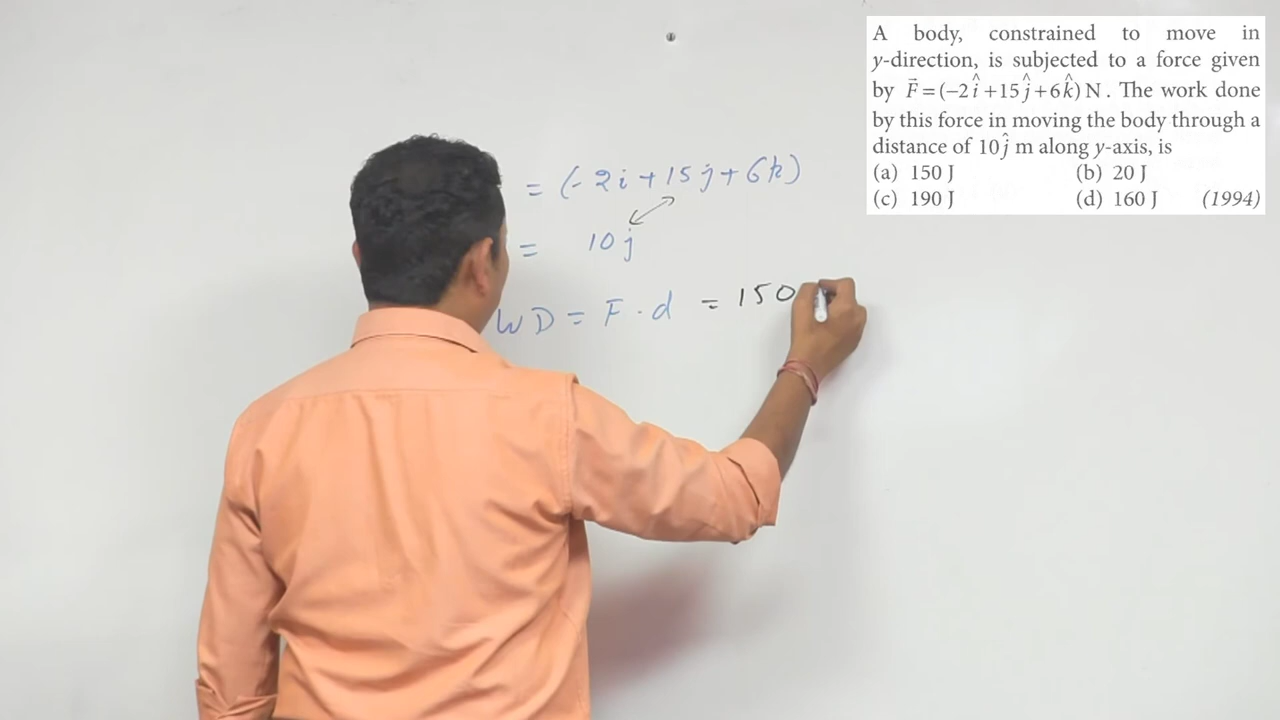 A body, constrained to move in
y-direction, is subjected to a force given
by F⃗ = (−2î + 15ĵ + 6k̂) N. The work done
by this force in moving the body through a
distance of 10ĵ m along y-axis, is
(a) 150 J (b) 20 J
(c) 190 J (d) 160 J (1994)
= (-2i + 15j + 6k)
= 10j
WD = F . d = 150